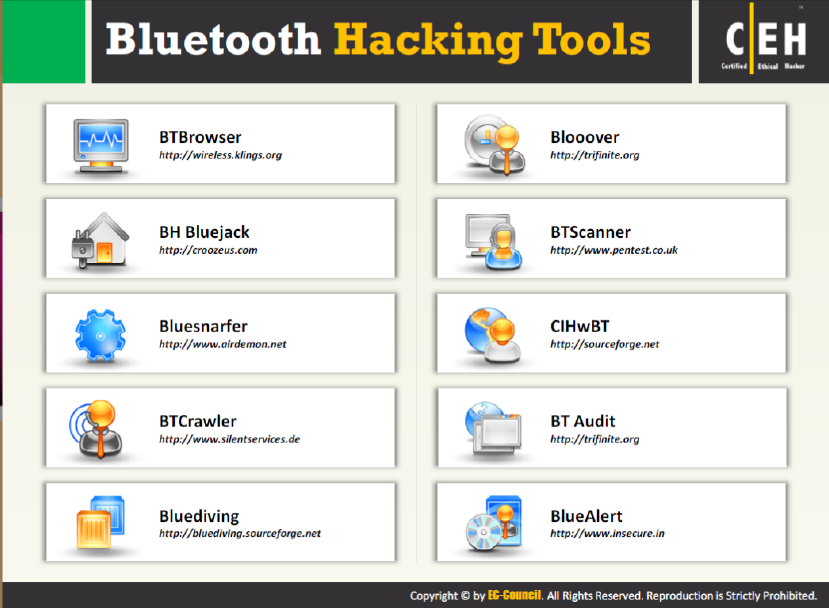 Bluetooth Hacking Tools
C|EH
Certified Ethical Hacker
BTBrowser
http://wireless.klings.org
Blooover
http://trifinite.org
BH Bluejack
http://croozeus.com
BTScanner
http://www.pentest.co.uk
Bluesnarfer
http://www.airdemon.net
CIHwBT
http://sourceforge.net
BTCrawler
http://www.silentservices.de
BT Audit
http://trifinite.org
Bluediving
http://bluediving.sourceforge.net
BlueAlert
http://www.insecure.in
Copyright © by EC-Council. All Rights Reserved. Reproduction is Strictly Prohibited.